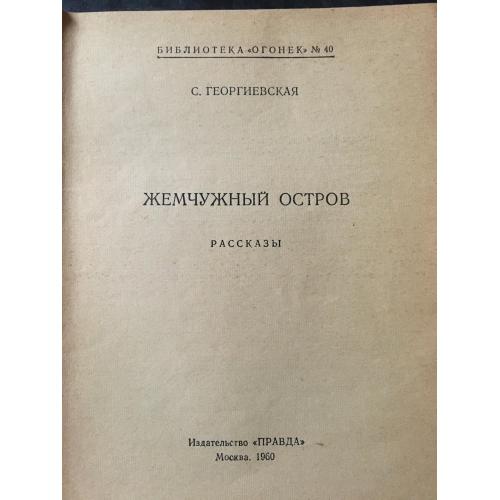 БИБЛИОТЕКА «ОГОНЕК» № 40
С. ГЕОРГИЕВСКАЯ
ЖЕМЧУЖНЫЙ ОСТРОВ
РАССКАЗЫ
Издательство «ПРАВДА»
Москва. 1960